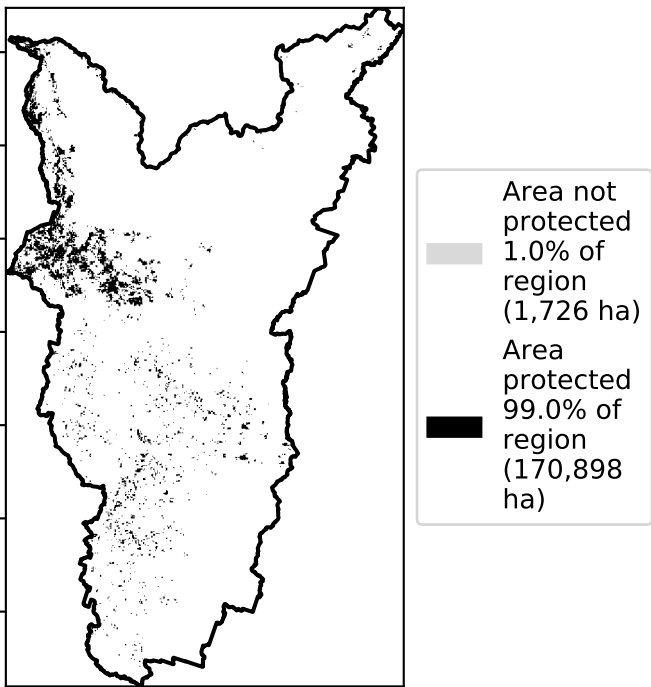 Area not
protected
1.0% of
region
(1,726 ha)
Area
protected
99.0% of
region
(170,898
ha)